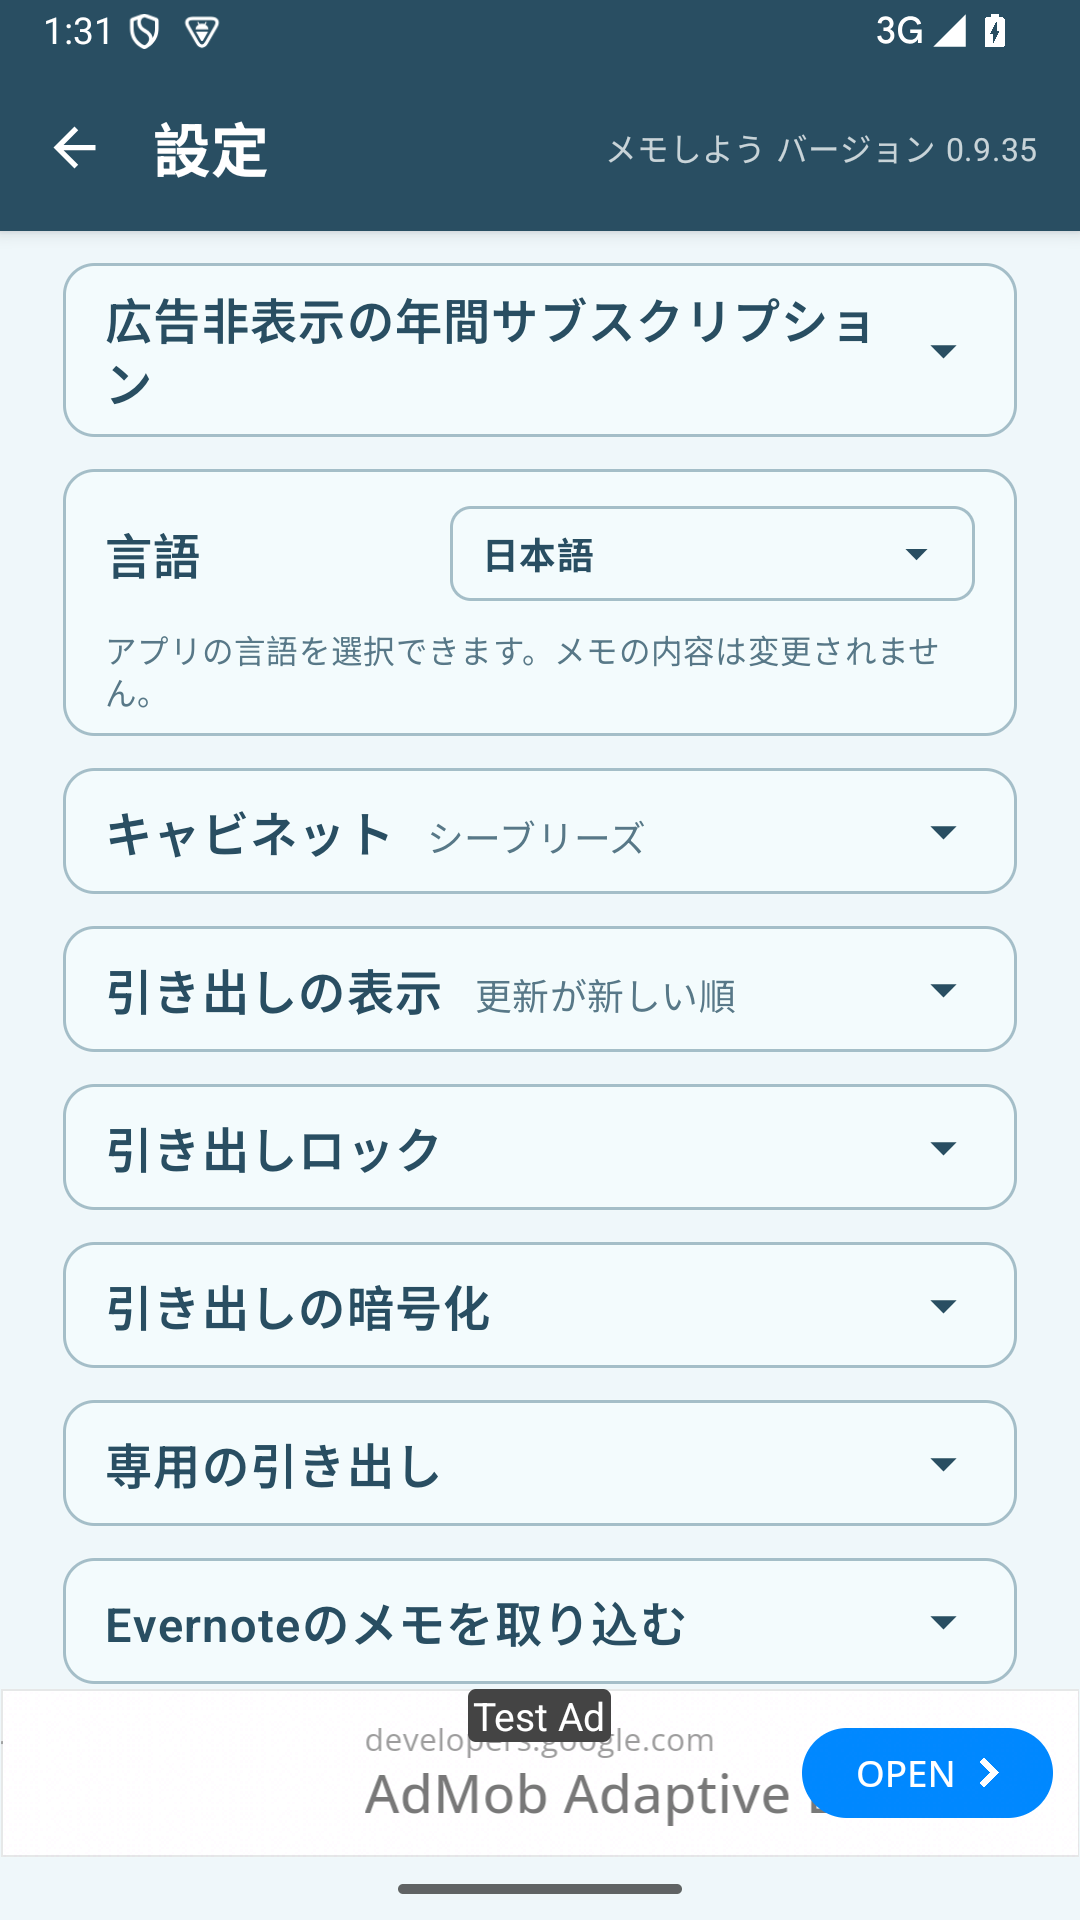 1:31
3G
設定
メモしよう バージョン 0.9.35
広告非表示の年間サブスクリプショ
ン
言語
日本語
アプリの言語を選択できます。メモの内容は変更されませ
ん。
キャビネット シーブリーズ
引き出しの表示 更新が新しい順
引き出しロック
引き出しの暗号化
専用の引き出し
Evernoteのメモを取り込む
Test Ad
developers.google.com
AdMob Adaptive
OPEN